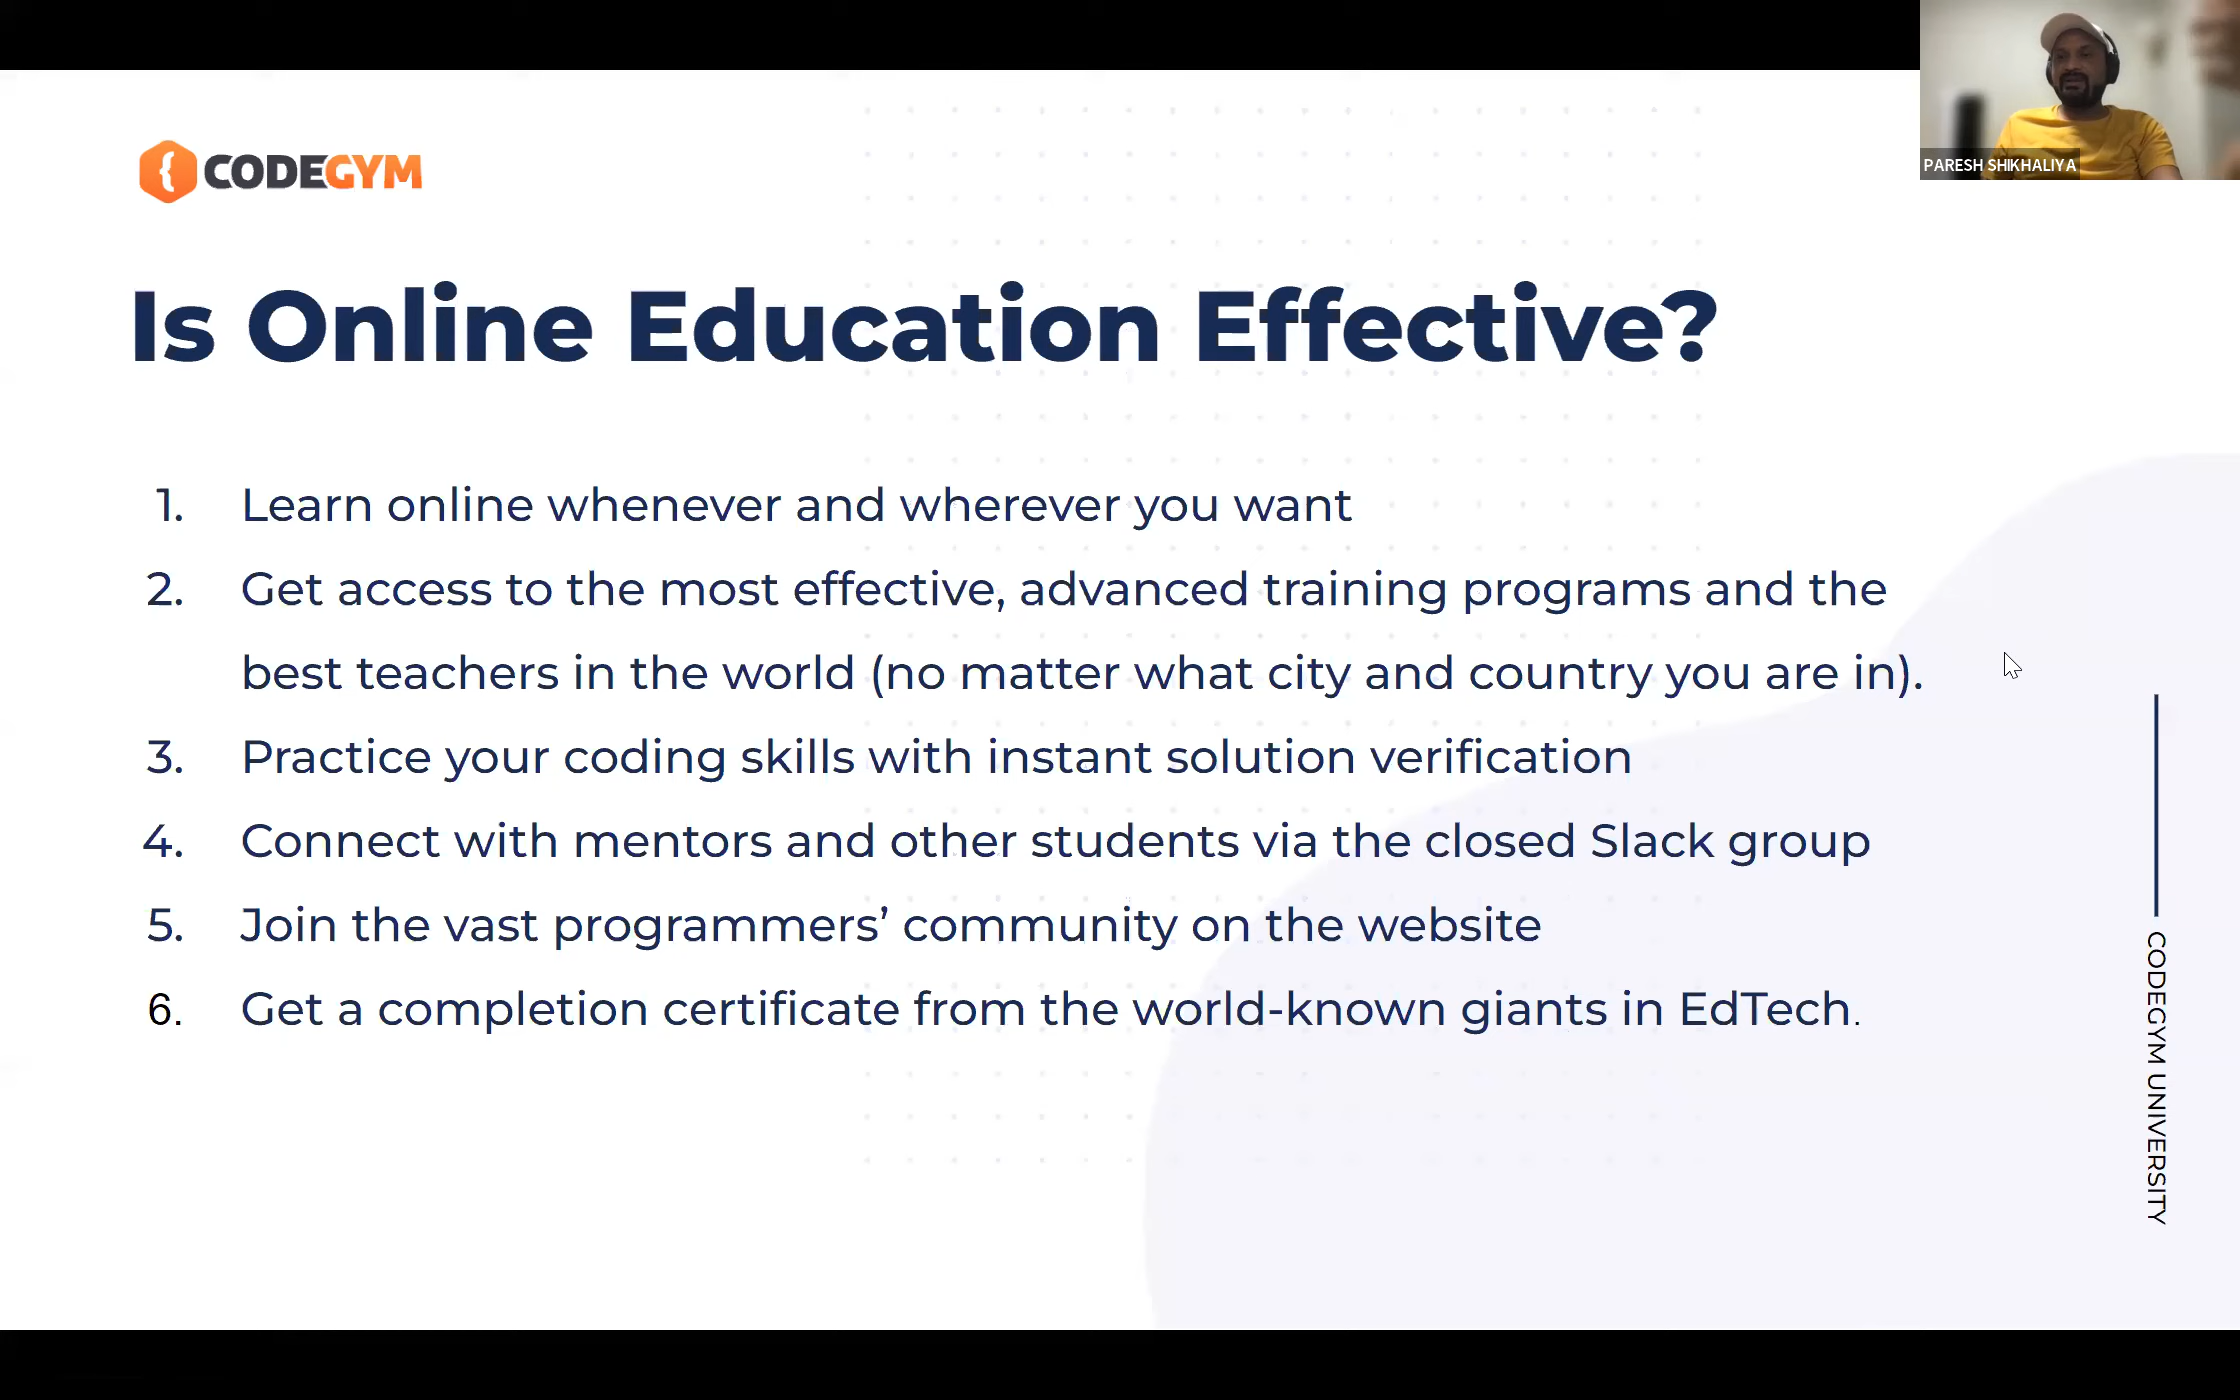 CODEGYM
PARESH SHIKHALIYA
Is Online Education Effective?
1. Learn online whenever and wherever you want
2. Get access to the most effective, advanced training programs and the
best teachers in the world (no matter what city and country you are in).
3. Practice your coding skills with instant solution verification
4. Connect with mentors and other students via the closed Slack group
5. Join the vast programmers’ community on the website
6. Get a completion certificate from the world-known giants in EdTech.
CODEGYM UNIVERSITY